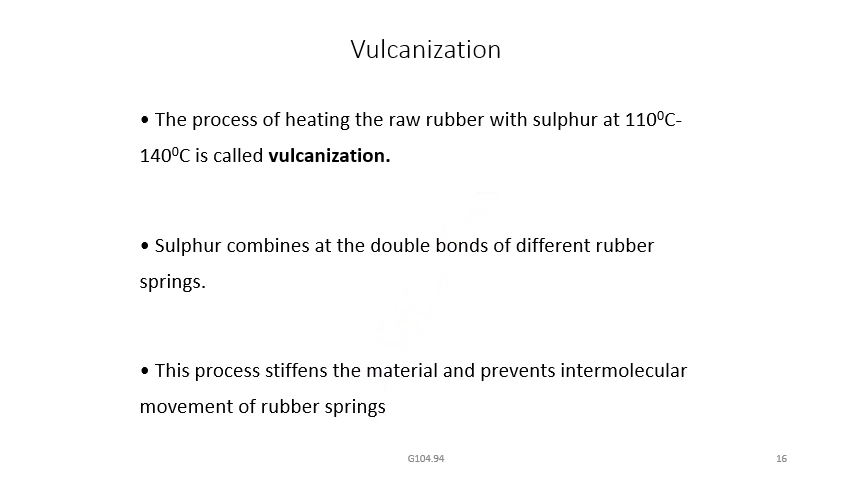 Vulcanization
• The process of heating the raw rubber with sulphur at 110⁰C-
140⁰C is called vulcanization.
• Sulphur combines at the double bonds of different rubber
springs.
• This process stiffens the material and prevents intermolecular
movement of rubber springs
G104.94
16